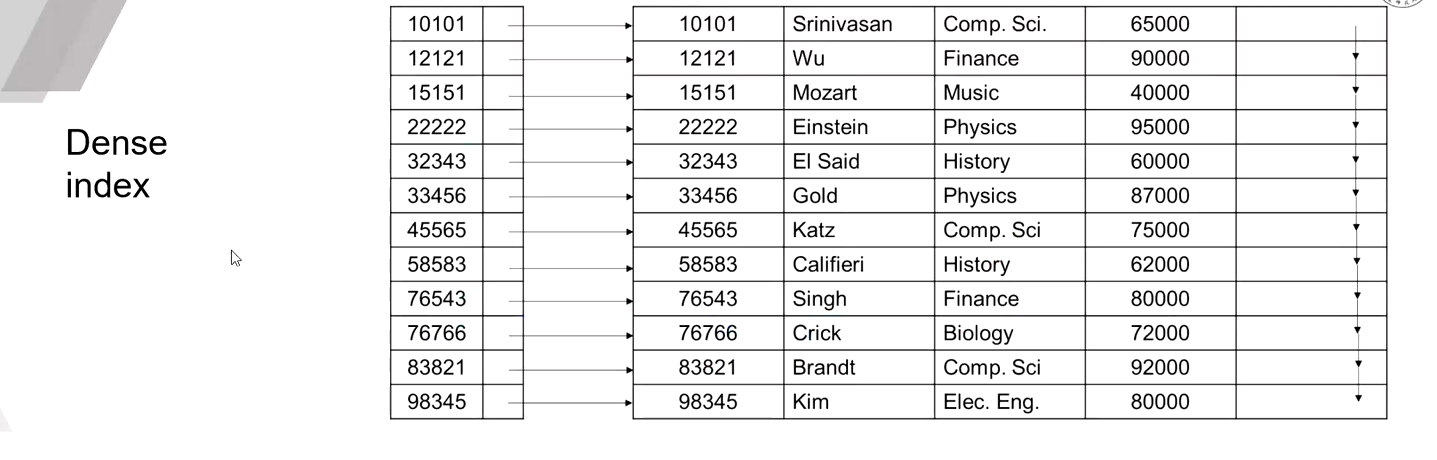 Dense
index
10101 10101 Srinivasan Comp. Sci. 65000
12121 12121 Wu Finance 90000
15151 15151 Mozart Music 40000
22222 22222 Einstein Physics 95000
32343 32343 El Said History 60000
33456 33456 Gold Physics 87000
45565 45565 Katz Comp. Sci 75000
58583 58583 Califieri History 62000
76543 76543 Singh Finance 80000
76766 76766 Crick Biology 72000
83821 83821 Brandt Comp. Sci 92000
98345 98345 Kim Elec. Eng. 80000